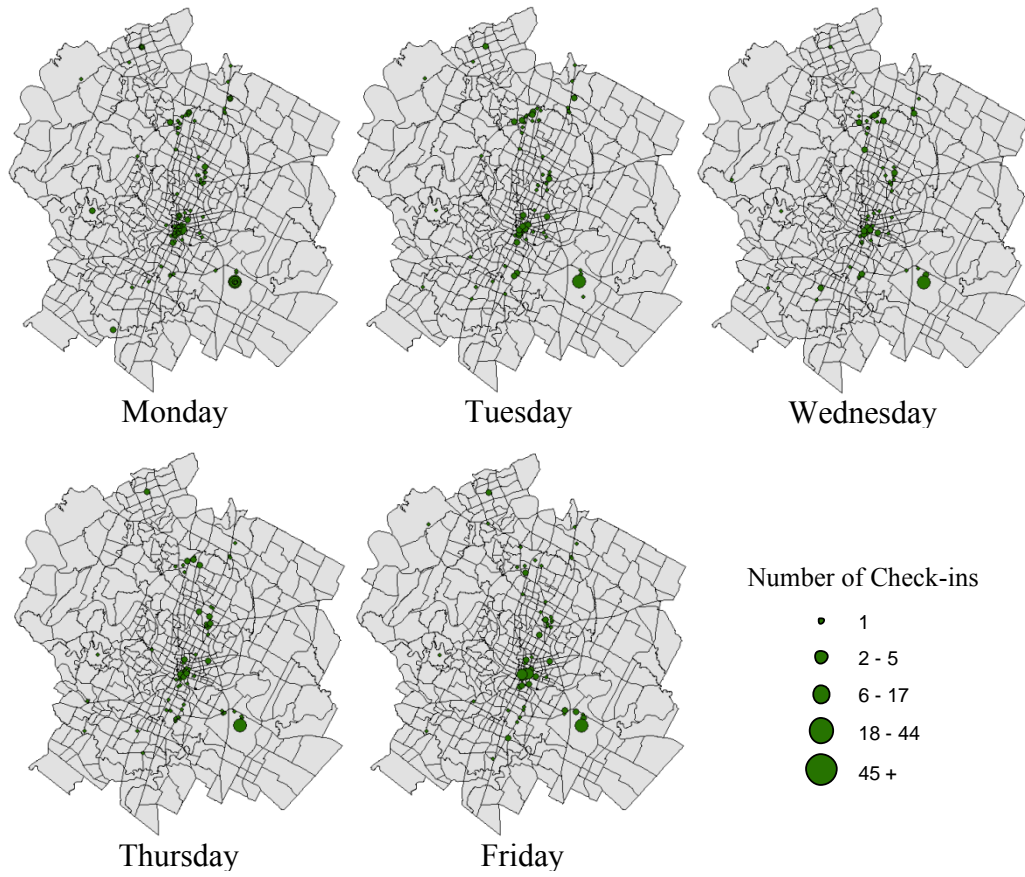 Monday
Tuesday
Wednesday
Thursday
Friday
Number of Check-ins
1
2 - 5
6 - 17
18 - 44
45 +